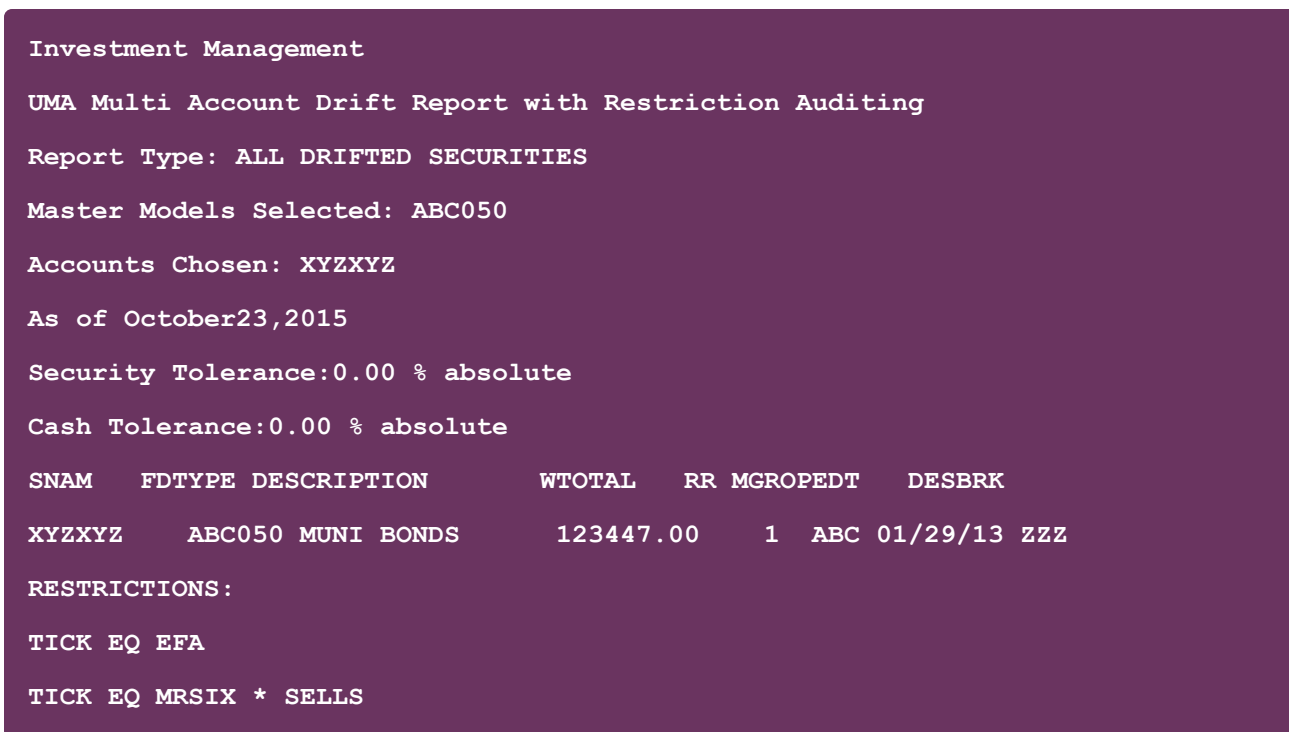 Investment Management
UMA Multi Account Drift Report with Restriction Auditing
Report Type: ALL DRIFTED SECURITIES
Master Models Selected: ABC050
Accounts Chosen: XYZXYZ
As of October23,2015
Security Tolerance:0.00 % absolute
Cash Tolerance:0.00 % absolute
SNAM FDTYPE DESCRIPTION WTOTAL RR MGROPEDT DESBRK
XYZXYZ ABC050 MUNI BONDS 123447.00 1 ABC 01/29/13 ZZZ
RESTRICTIONS:
TICK EQ EFA
TICK EQ MRSIX * SELLS